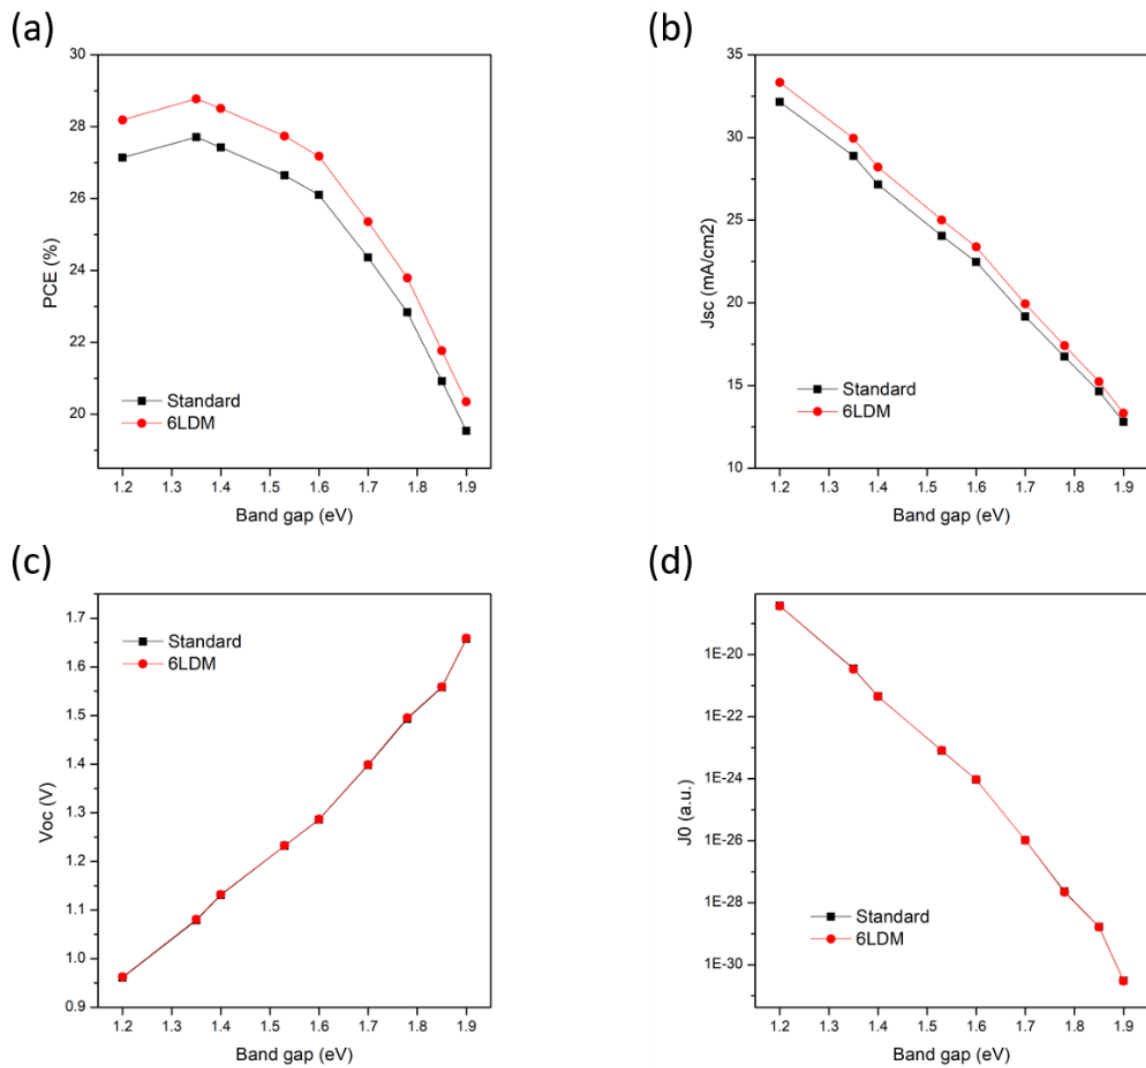 (a)
30
28
26
24
22
20
PCE (%)
Standard
6LDM
1.2 1.3 1.4 1.5 1.6 1.7 1.8 1.9
Band gap (eV)
(b)
35
30
25
20
15
10
Jsc (mA/cm2)
Standard
6LDM
1.2 1.3 1.4 1.5 1.6 1.7 1.8 1.9
Band gap (eV)
(c)
1.7
1.6
1.5
1.4
1.3
1.2
1.1
1.0
0.9
Voc (V)
Standard
6LDM
1.2 1.3 1.4 1.5 1.6 1.7 1.8 1.9
Band gap (eV)
(d)
1E-20
1E-22
1E-24
1E-26
1E-28
1E-30
J0 (a.u.)
Standard
6LDM
1.2 1.3 1.4 1.5 1.6 1.7 1.8 1.9
Band gap (eV)